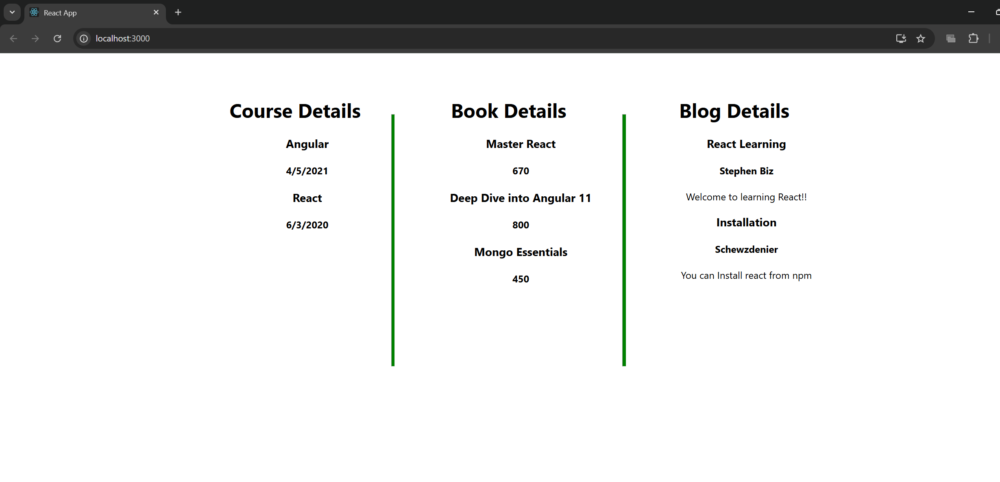 React App
localhost:3000
Course Details
Angular
4/5/2021
React
6/3/2020
Book Details
Master React
670
Deep Dive into Angular 11
800
Mongo Essentials
450
Blog Details
React Learning
Stephen Biz
Welcome to learning React!!
Installation
Schewzdenier
You can Install react from npm